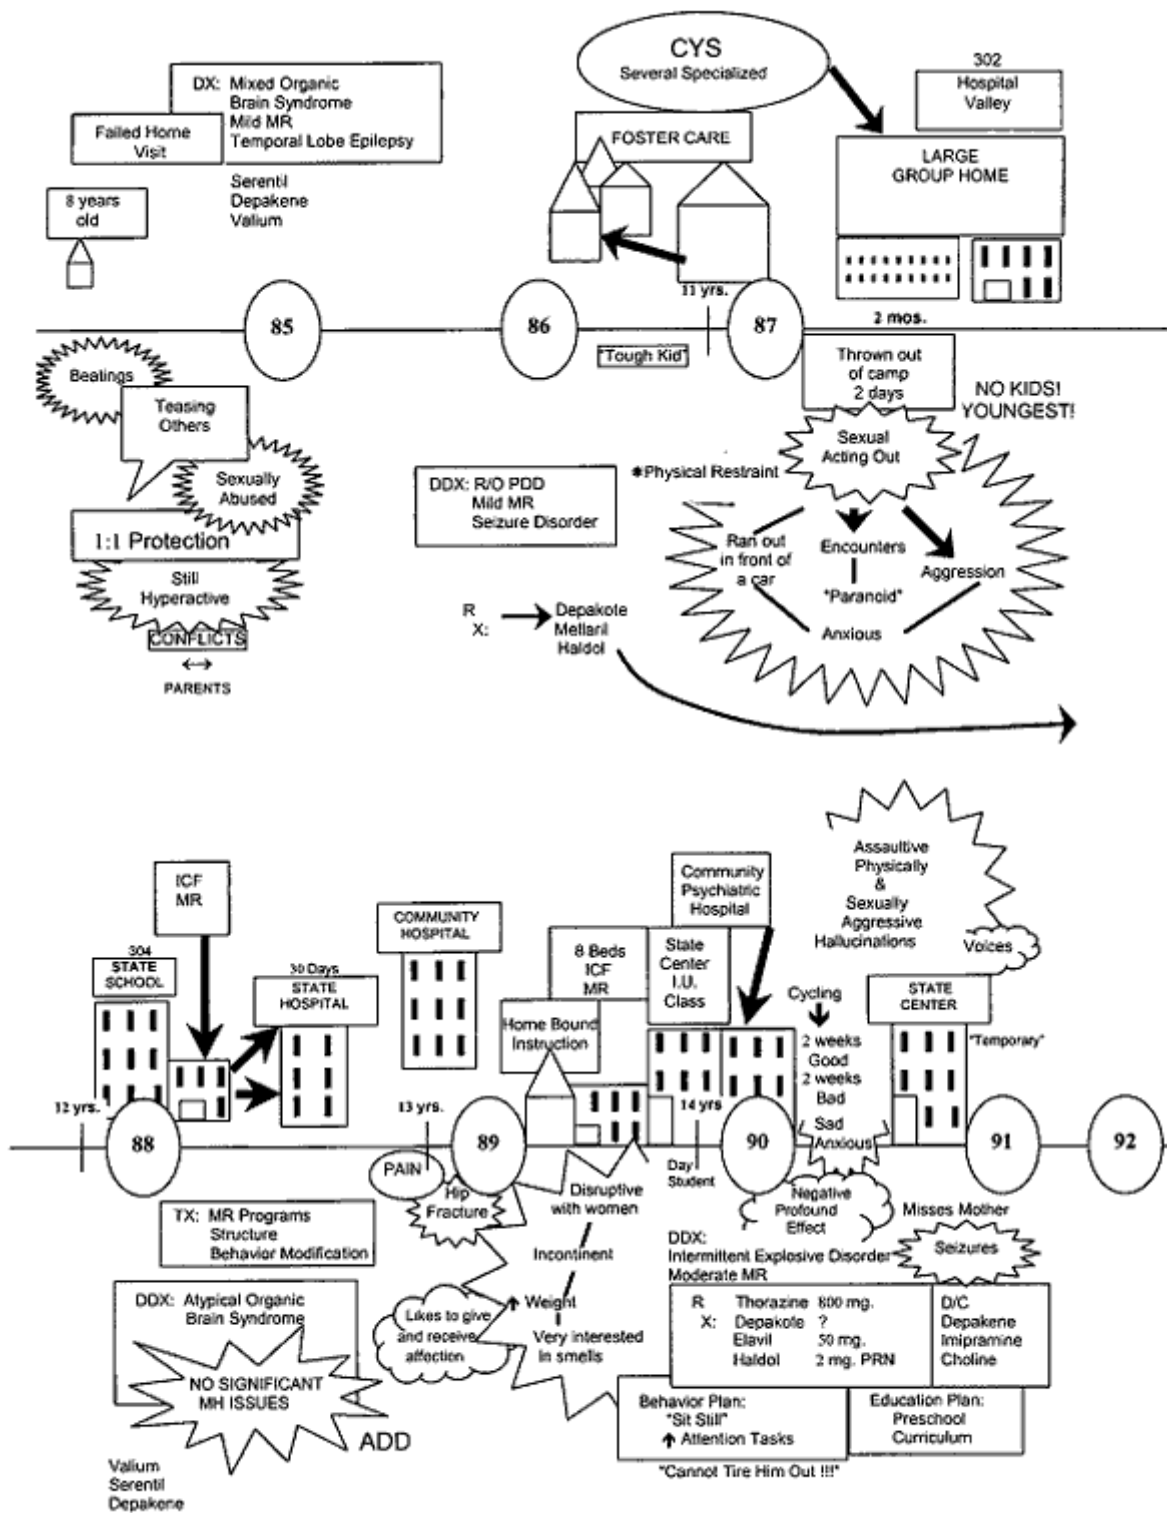 CYS
Several Specialized
302
Hospital
Valley
DX: Mixed Organic
Brain Syndrome
Mild MR
Temporal Lobe Epilepsy
Failed Home
Visit
FOSTER CARE
LARGE
GROUP HOME
Serentil
Depakene
Valium
8 years
old
11 yrs.
85
86
87
2 mos.
"Tough Kid"
Beatings
Teasing
Others
Sexually
Abused
1:1 Protection
Still
Hyperactive
CONFLICTS
PARENTS
Thrown out
of camp
2 days
NO KIDS!
YOUNGEST!
Sexual
Acting Out
*Physical Restraint
DDX: R/O PDD
Mild MR
Seizure Disorder
Ran out
in front of
a car
Encounters
"Paranoid"
Aggression
Anxious
R
X:
Depakote
Mellaril
Haldol
Assaultive
Physically
&
Sexually
Aggressive
Hallucinations
Voices
ICF
MR
304
STATE
SCHOOL
30 Days
STATE
HOSPITAL
COMMUNITY
HOSPITAL
Community
Psychiatric
Hospital
8 Beds
ICF
MR
State
Center
I.U.
Class
Home Bound
Instruction
Cycling
2 weeks
Good
2 weeks
Bad
Sad
Anxious
STATE
CENTER
"Temporary"
12 yrs.
88
13 yrs.
89
14 yrs
90
91
92
PAIN
Hip
Fracture
Disruptive
with women
Incontinent
Weight
Very interested
in smells
Likes to give
and receive
affection
Day
Student
Negative
Profound
Effect
Misses Mother
Seizures
TX: MR Programs
Structure
Behavior Modification
DDX: Atypical Organic
Brain Syndrome
NO SIGNIFICANT
MH ISSUES
ADD
Valium
Serentil
Depakene
DDX:
Intermittent Explosive Disorder
Moderate MR
R Thorazine 800 mg.
X: Depakote ?
Elavil 50 mg.
Haldol 2 mg. PRN
D/C
Depakene
Imipramine
Choline
Behavior Plan:
"Sit Still"
Attention Tasks
Education Plan:
Preschool
Curriculum
"Cannot Tire Him Out !!!"